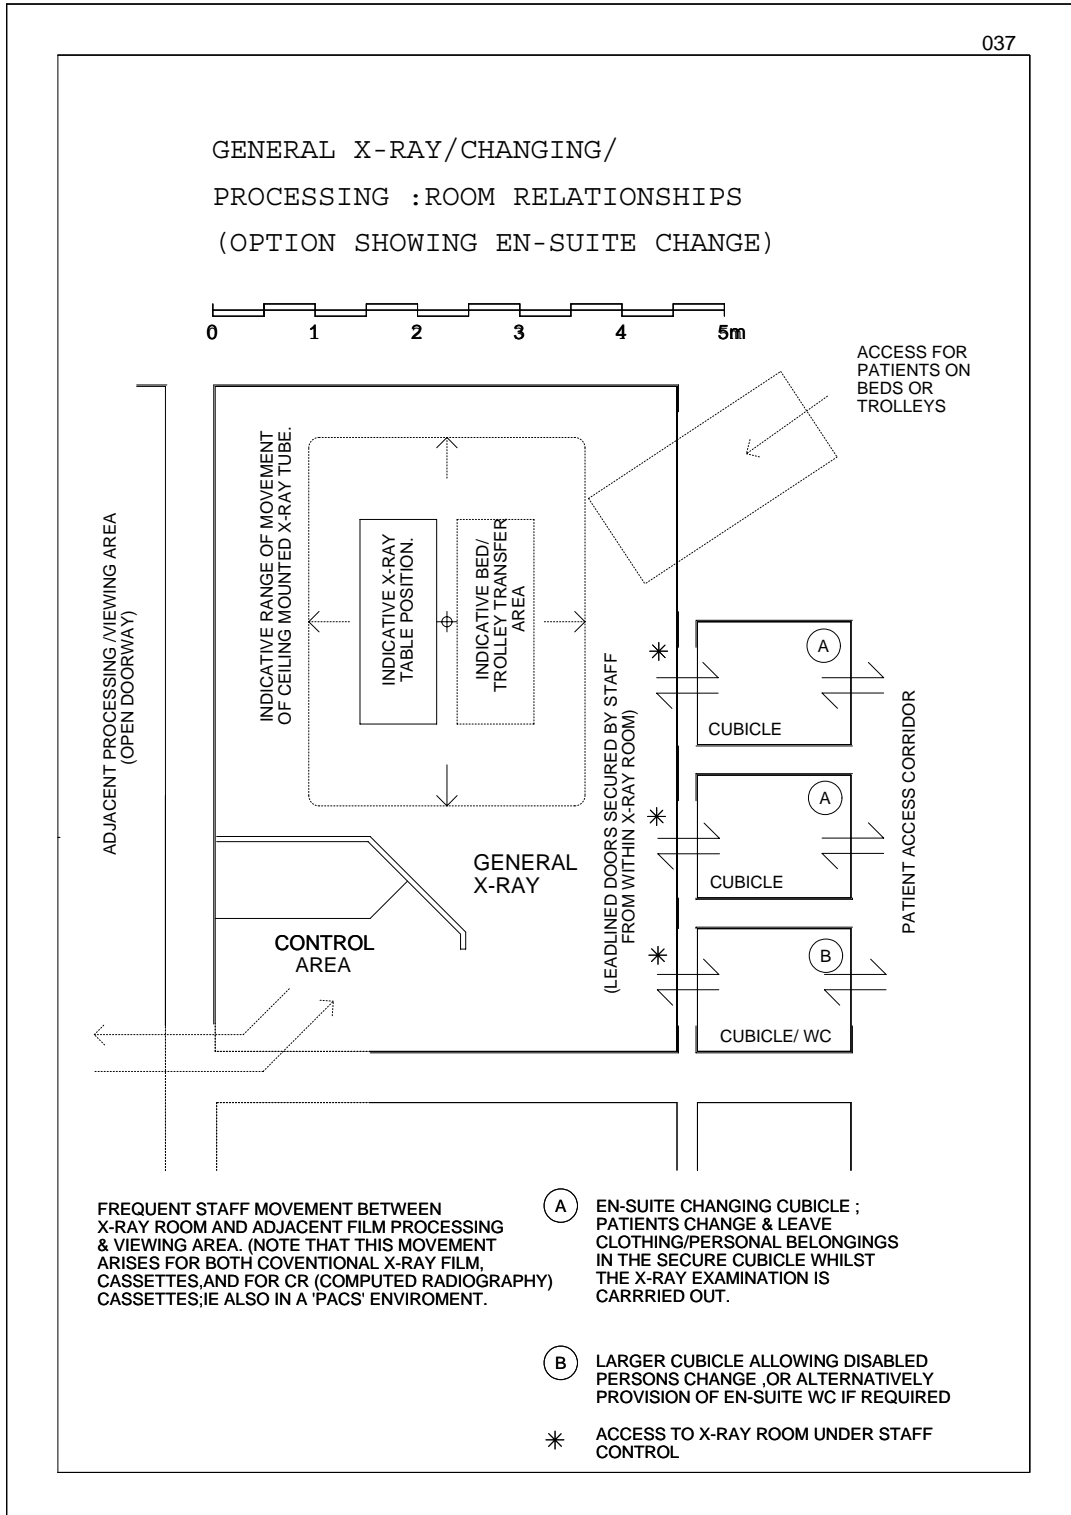 037
GENERAL X-RAY/CHANGING/
PROCESSING :ROOM RELATIONSHIPS
(OPTION SHOWING EN-SUITE CHANGE)
0 1 2 3 4 5m
ACCESS FOR
PATIENTS ON
BEDS OR
TROLLEYS
ADJACENT PROCESSING /VIEWING AREA
(OPEN DOORWAY)
INDICATIVE RANGE OF MOVEMENT
OF CEILING MOUNTED X-RAY TUBE.
INDICATIVE X-RAY
TABLE POSITION.
INDICATIVE BED/
TROLLEY TRANSFER
AREA
(LEADLINED DOORS SECURED BY STAFF
FROM WITHIN X-RAY ROOM)
A
CUBICLE
A
CUBICLE
B
CUBICLE/ WC
PATIENT ACCESS CORRIDOR
GENERAL
X-RAY
CONTROL
AREA
FREQUENT STAFF MOVEMENT BETWEEN
X-RAY ROOM AND ADJACENT FILM PROCESSING
& VIEWING AREA. (NOTE THAT THIS MOVEMENT
ARISES FOR BOTH COVENTIONAL X-RAY FILM,
CASSETTES,AND FOR CR (COMPUTED RADIOGRAPHY)
CASSETTES;IE ALSO IN A 'PACS' ENVIROMENT.
A
EN-SUITE CHANGING CUBICLE ;
PATIENTS CHANGE & LEAVE
CLOTHING/PERSONAL BELONGINGS
IN THE SECURE CUBICLE WHILST
THE X-RAY EXAMINATION IS
CARRRIED OUT.
B
LARGER CUBICLE ALLOWING DISABLED
PERSONS CHANGE ,OR ALTERNATIVELY
PROVISION OF EN-SUITE WC IF REQUIRED
ACCESS TO X-RAY ROOM UNDER STAFF
CONTROL